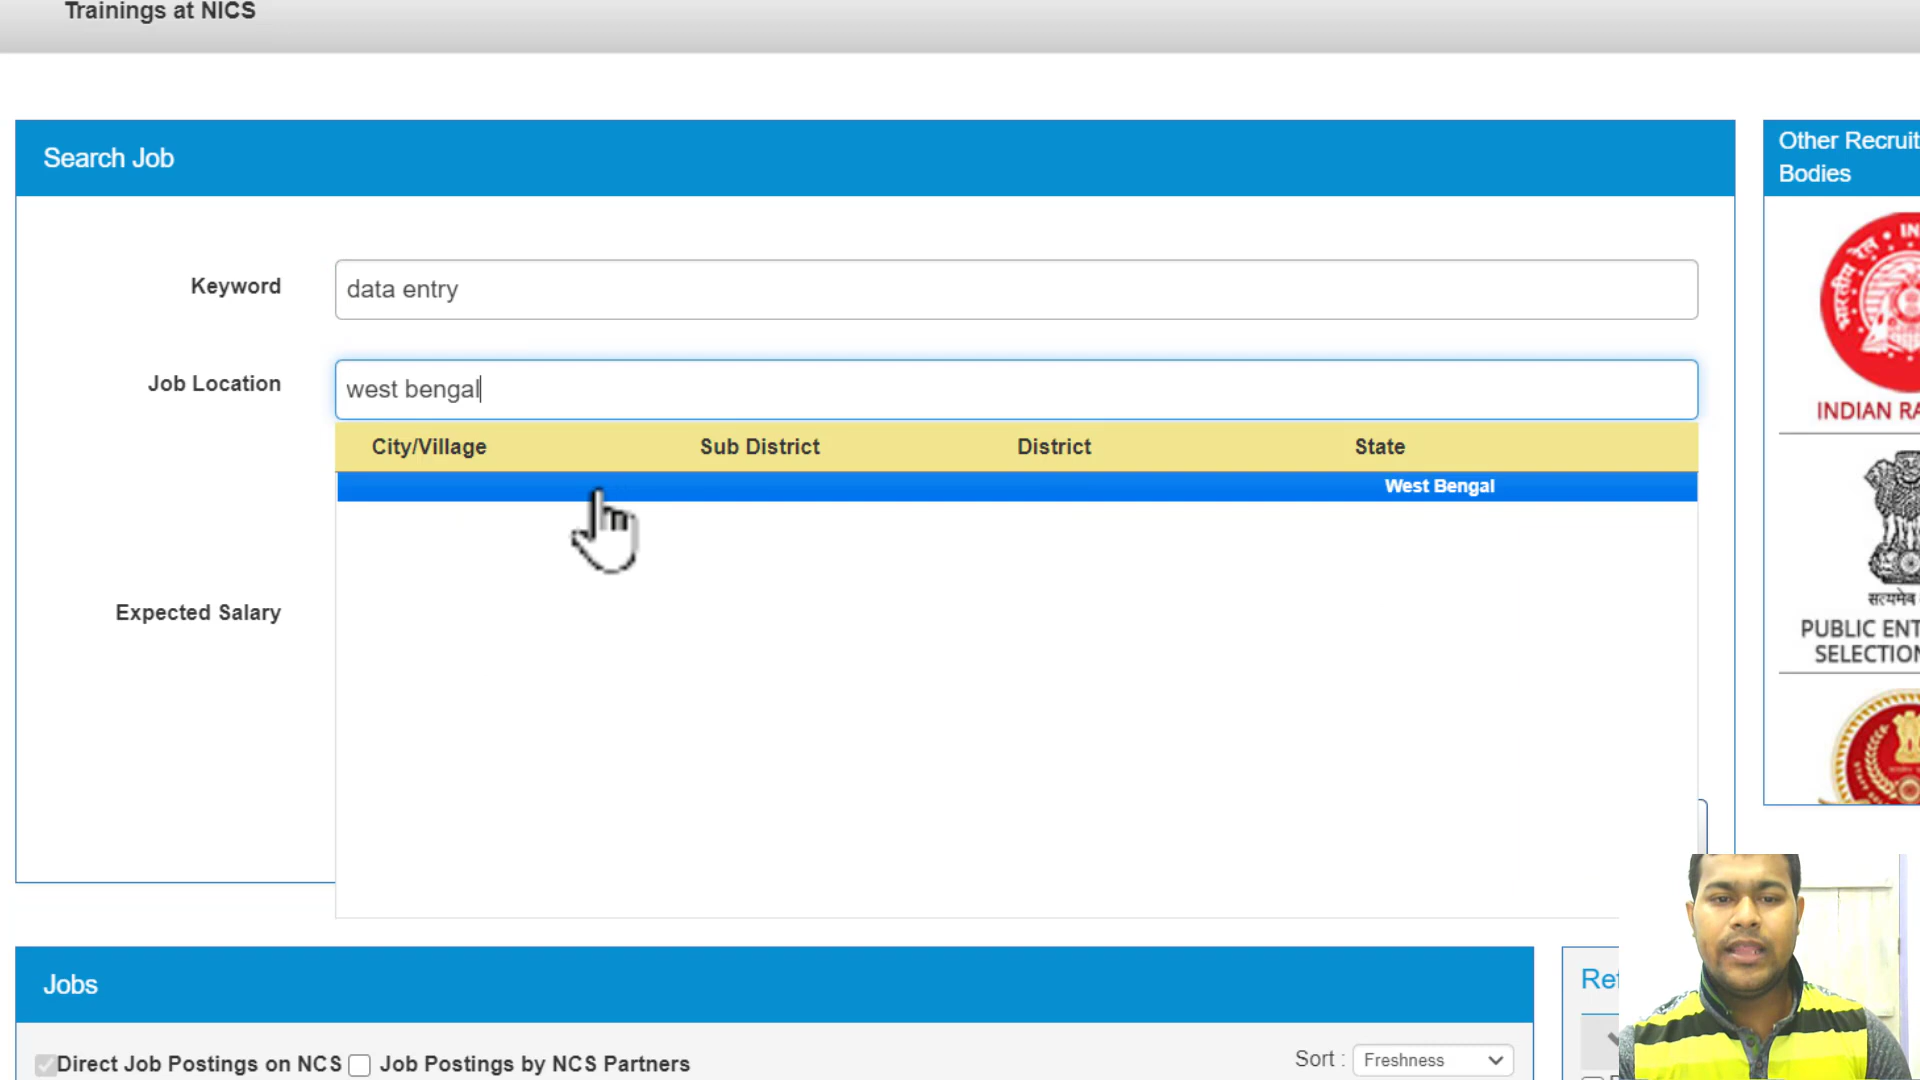 Trainings at NICS
Search Job
Other Recruit
Bodies
Keyword
data entry
Job Location
west bengal
City/Village Sub District District State
West Bengal
Expected Salary
INDIAN RA
सत्यमेव
PUBLIC ENT
SELECTION
Jobs
Direct Job Postings on NCS Job Postings by NCS Partners
Sort : Freshness